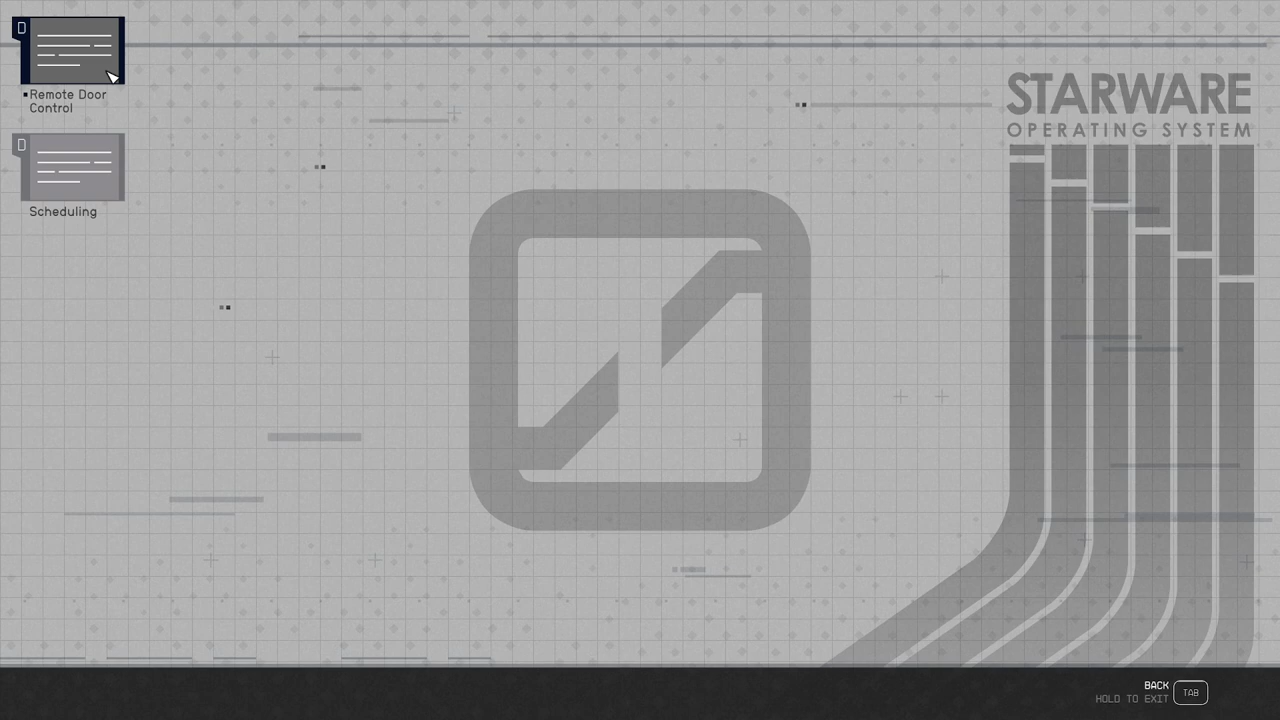 D
Remote Door
Control
D
Scheduling
STARWARE
OPERATING SYSTEM
BACK
HOLD TO EXIT
TAB